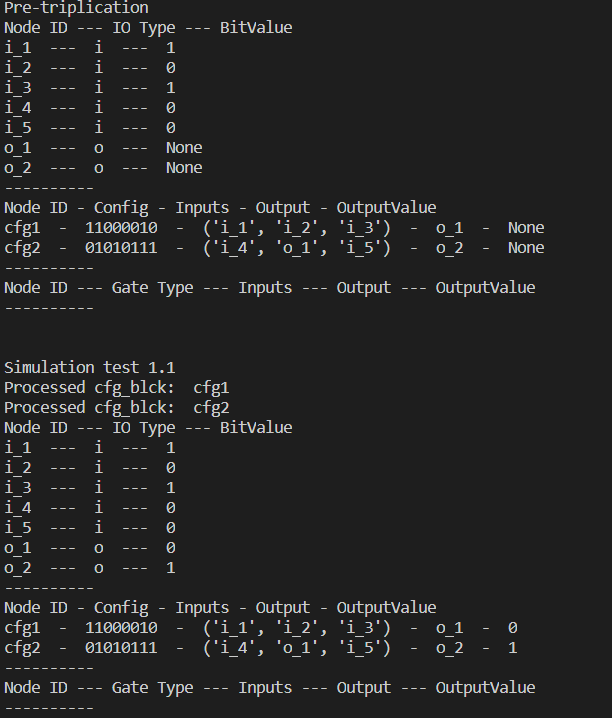 Pre-triplication
Node ID --- IO Type --- BitValue
i_1  ---  i  ---  1
i_2  ---  i  ---  0
i_3  ---  i  ---  1
i_4  ---  i  ---  0
i_5  ---  i  ---  0
o_1  ---  o  ---  None
o_2  ---  o  ---  None
----------
Node ID - Config - Inputs - Output - OutputValue
cfg1  -  11000010  -  ('i_1', 'i_2', 'i_3')  -  o_1  -  None
cfg2  -  01010111  -  ('i_4', 'o_1', 'i_5')  -  o_2  -  None
----------
Node ID --- Gate Type --- Inputs --- Output --- OutputValue
----------
Simulation test 1.1
Processed cfg_blck:  cfg1
Processed cfg_blck:  cfg2
Node ID --- IO Type --- BitValue
i_1  ---  i  ---  1
i_2  ---  i  ---  0
i_3  ---  i  ---  1
i_4  ---  i  ---  0
i_5  ---  i  ---  0
o_1  ---  o  ---  0
o_2  ---  o  ---  1
----------
Node ID - Config - Inputs - Output - OutputValue
cfg1  -  11000010  -  ('i_1', 'i_2', 'i_3')  -  o_1  -  0
cfg2  -  01010111  -  ('i_4', 'o_1', 'i_5')  -  o_2  -  1
----------
Node ID --- Gate Type --- Inputs --- Output --- OutputValue
----------